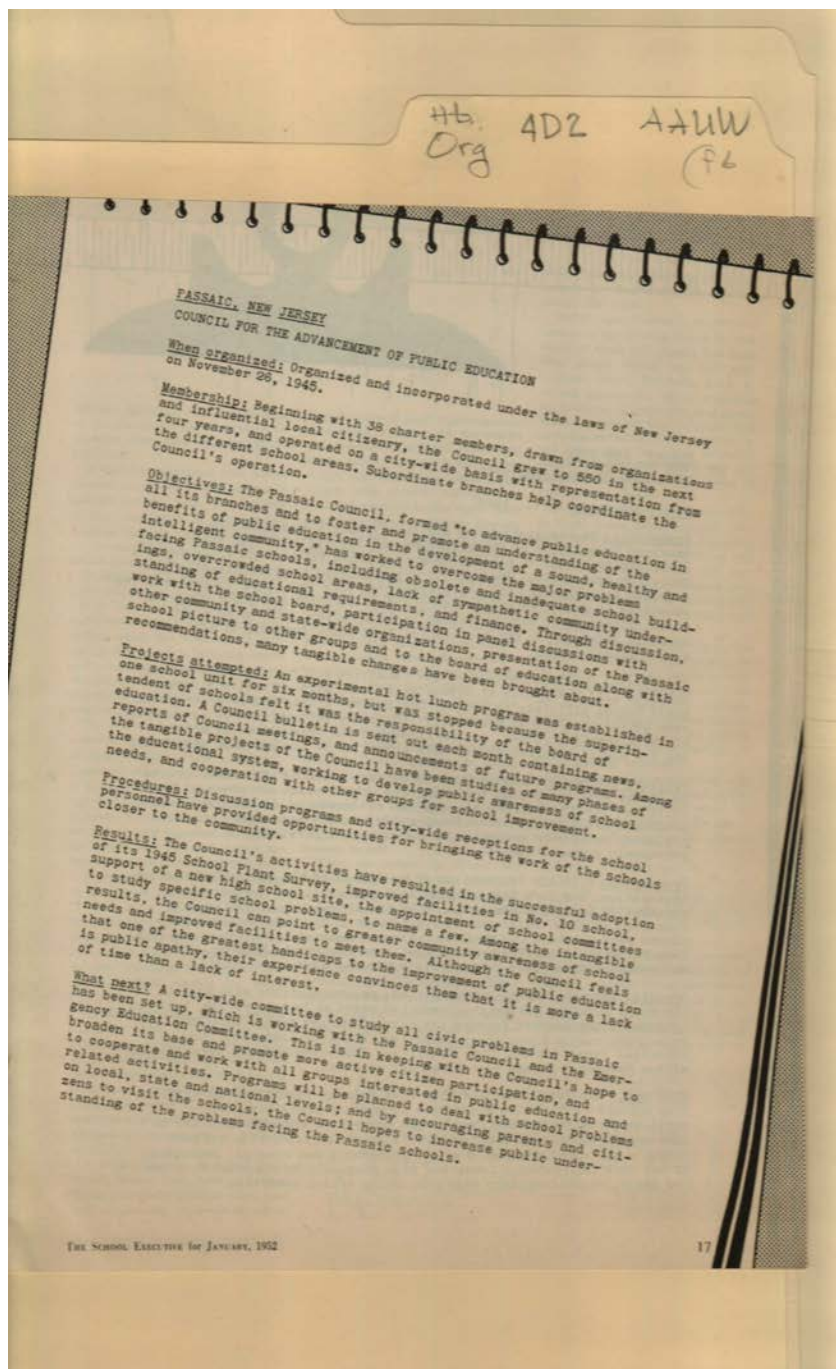 Hb. 4D2 AAUW
Org
PASSAIC, NEW JERSEY
COUNCIL FOR THE ADVANCEMENT OF PUBLIC EDUCATION
When organized: Organized and incorporated under the laws of New Jersey
on November 26, 1945.
Membership: Beginning with 38 charter members, drawn from organizations
and influential local citizenry, the Council grew to 550 in the next
four years, and operated on a city-wide basis with representation from
the different school areas. Subordinate branches help coordinate the
Council's operation.
Objectives: The Passaic Council, formed "to advance public education in
all its branches and to foster and promote an understanding of the
benefits of public education in the development of a sound, healthy and
intelligent community," has worked to overcome the major problems
facing Passaic schools, including obsolete and inadequate school build-
ings, overcrowded school areas, lack of sympathetic community under-
standing of educational requirements, and finance. Through discussion,
work with the school board, participation in panel discussions with
other community and state-wide organizations, presentation of the Passaic
school picture to other groups and to the board of education along with
recommendations, many tangible changes have been brought about.
Projects attempted: An experimental hot lunch program was established in
one school unit for six months, but was stopped because the superin-
tendent of schools felt it was the responsibility of the board of
education. A Council bulletin is sent out each month containing news,
reports of Council meetings, and announcements of future programs. Among
the tangible projects of the Council have been studies of many phases of
the educational system, working to develop public awareness of school
needs, and cooperation with other groups for school improvement.
Procedures: Discussion programs and city-wide receptions for the school
personnel have provided opportunities for bringing the work of the schools
closer to the community.
Results: The Council's activities have resulted in the successful adoption
of its 1945 School Plant Survey, improved facilities in No. 10 school,
support of a new high school site, the appointment of school committees
to study specific school problems, to name a few. Among the intangible
results, the Council can point to greater community awareness of school
needs and improved facilities to meet them. Although the Council feels
that one of the greatest handicaps to the improvement of public education
is public apathy, their experience convinces them that it is more a lack
of time than a lack of interest.
What next? A city-wide committee to study all civic problems in Passaic
has been set up, which is working with the Passaic Council and the Emer-
gency Education Committee. This is in keeping with the Council's hope to
broaden its base and promote more active citizen participation, and
to cooperate and work with all groups interested in public education and
related activities. Programs will be planned to deal with school problems
on local, state and national levels; and by encouraging parents and citi-
zens to visit the schools, the Council hopes to increase public under-
standing of the problems facing the Passaic schools.
THE SCHOOL EXECUTIVE for JANUARY, 1952 17